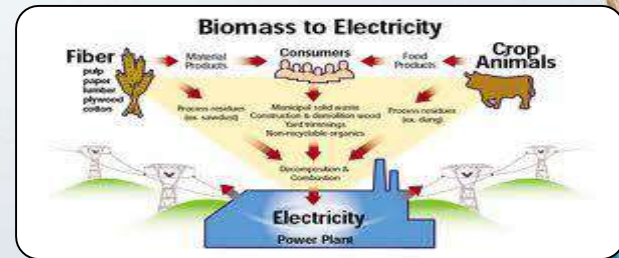 Biomass to Electricity
Fiber
pulp
paper
lumber
plywood
cotton
Material
Products
Consumers
Food
Products
Crop
Animals
Process residues
(ex. sawdust)
Municipal solid waste
Construction & demolition wood
Yard trimmings
Non-recyclable organics
Process residues
(ex. dung)
Decomposition &
Combustion
Electricity
Power Plant